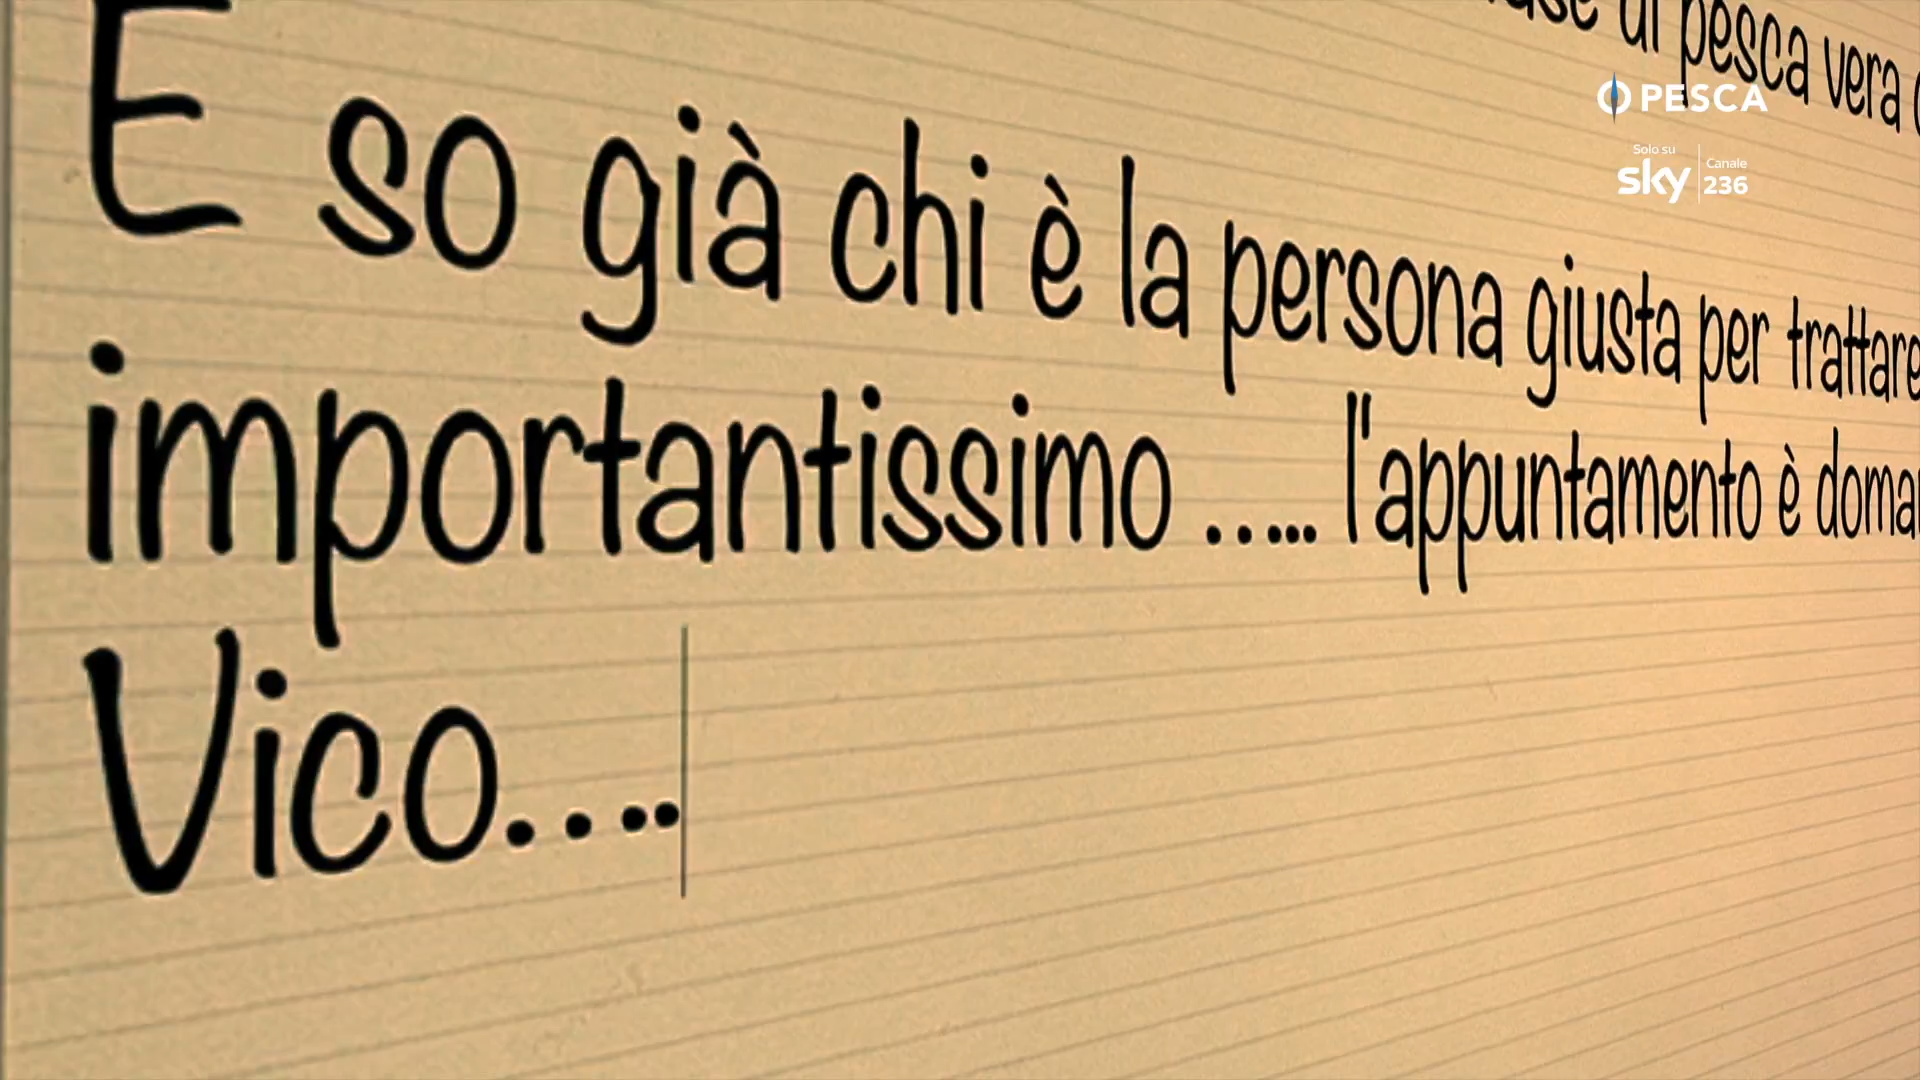 di pesca vera
PESCA
Solo su
sky
Canale
236
E so già chi è la persona giusta per trattare
importantissimo ..... l'appuntamento è
Vico....